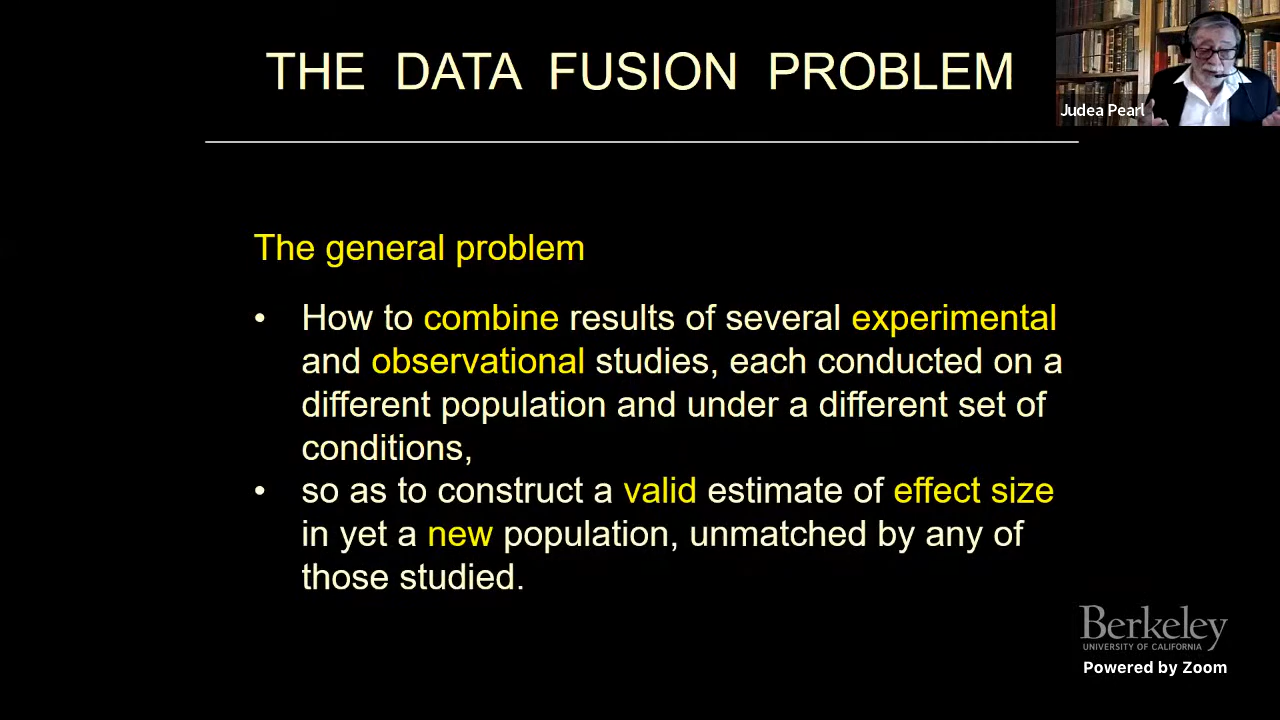 THE DATA FUSION PROBLEM
Judea Pearl
The general problem
• How to combine results of several experimental
and observational studies, each conducted on a
different population and under a different set of
conditions,
• so as to construct a valid estimate of effect size
in yet a new population, unmatched by any of
those studied.
Berkeley
UNIVERSITY OF CALIFORNIA
Powered by Zoom